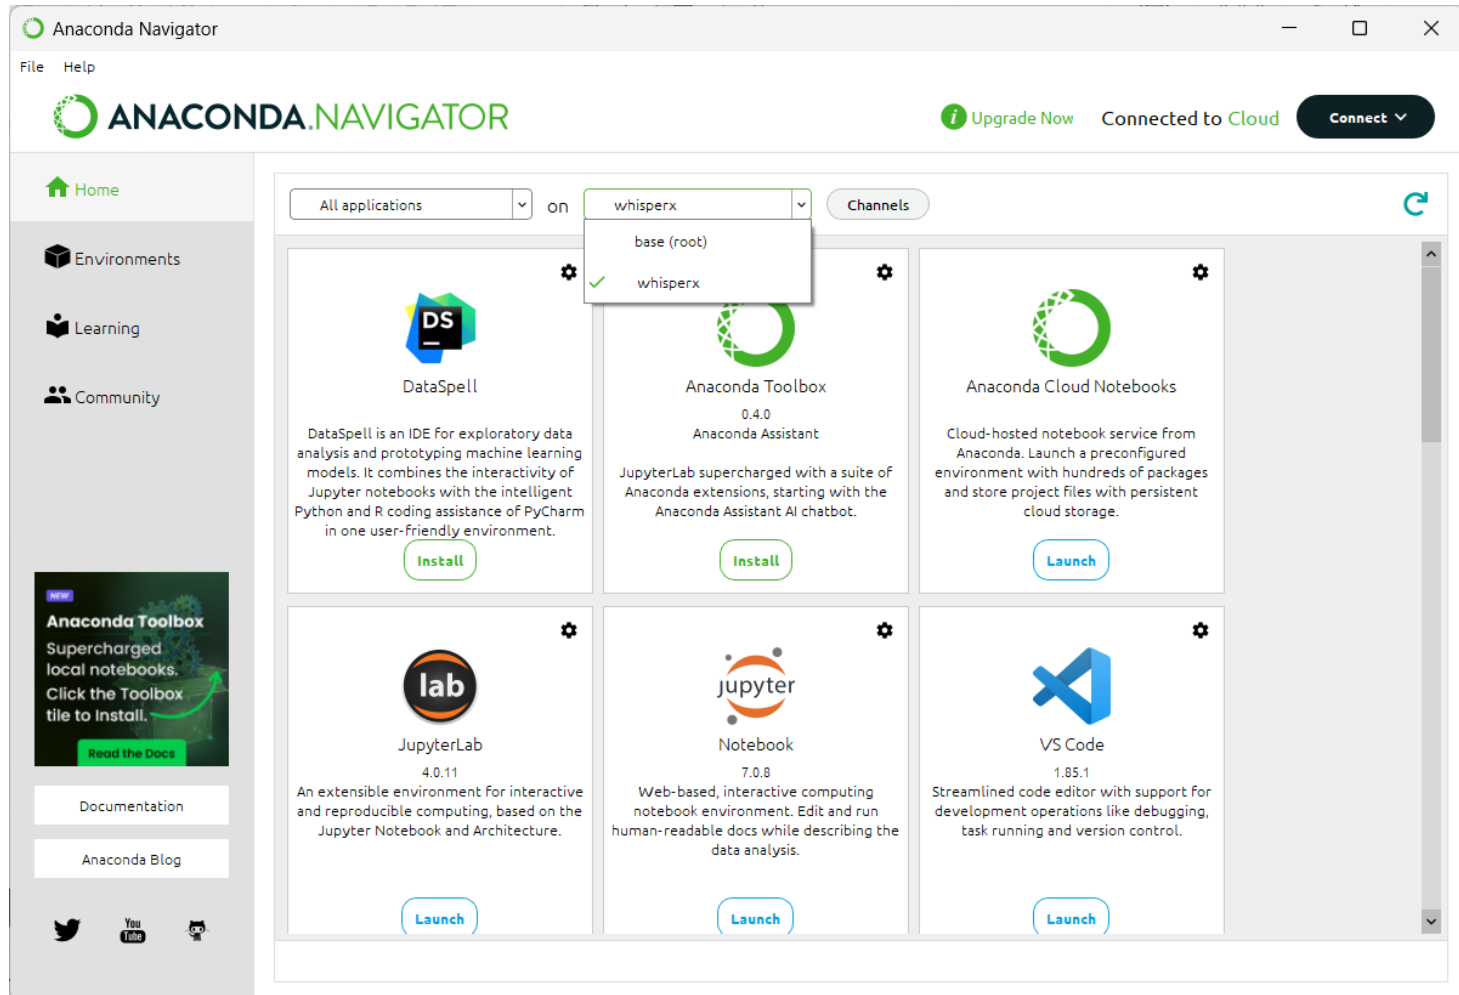 Anaconda Navigator
File Help
ANACONDA.NAVIGATOR
i Upgrade Now Connected to Cloud Connect
Home
Environments
Learning
Community
NEW
Anaconda Toolbox
Supercharged
local notebooks.
Click the Toolbox
tile to Install.
Read the Docs
Documentation
Anaconda Blog
You
Tube
All applications on whisperx Channels
base (root)
whisperx
DS
DataSpell
DataSpell is an IDE for exploratory data
analysis and prototyping machine learning
models. It combines the interactivity of
Jupyter notebooks with the intelligent
Python and R coding assistance of PyCharm
in one user-friendly environment.
Install
Anaconda Toolbox
0.4.0
Anaconda Assistant
JupyterLab supercharged with a suite of
Anaconda extensions, starting with the
Anaconda Assistant AI chatbot.
Install
Anaconda Cloud Notebooks
Cloud-hosted notebook service from
Anaconda. Launch a preconfigured
environment with hundreds of packages
and store project files with persistent
cloud storage.
Launch
lab
JupyterLab
4.0.11
An extensible environment for interactive
and reproducible computing, based on the
Jupyter Notebook and Architecture.
Launch
jupyter
Notebook
7.0.8
Web-based, interactive computing
notebook environment. Edit and run
human-readable docs while describing the
data analysis.
Launch
VS Code
1.85.1
Streamlined code editor with support for
development operations like debugging,
task running and version control.
Launch